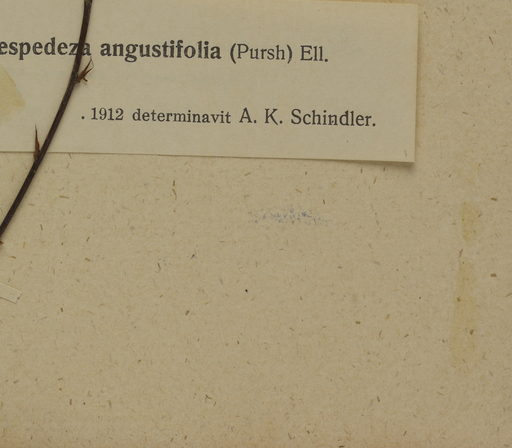 espedeza angustifolia (Pursh) Ell.
. 1912 determinavit A. K. Schindler.